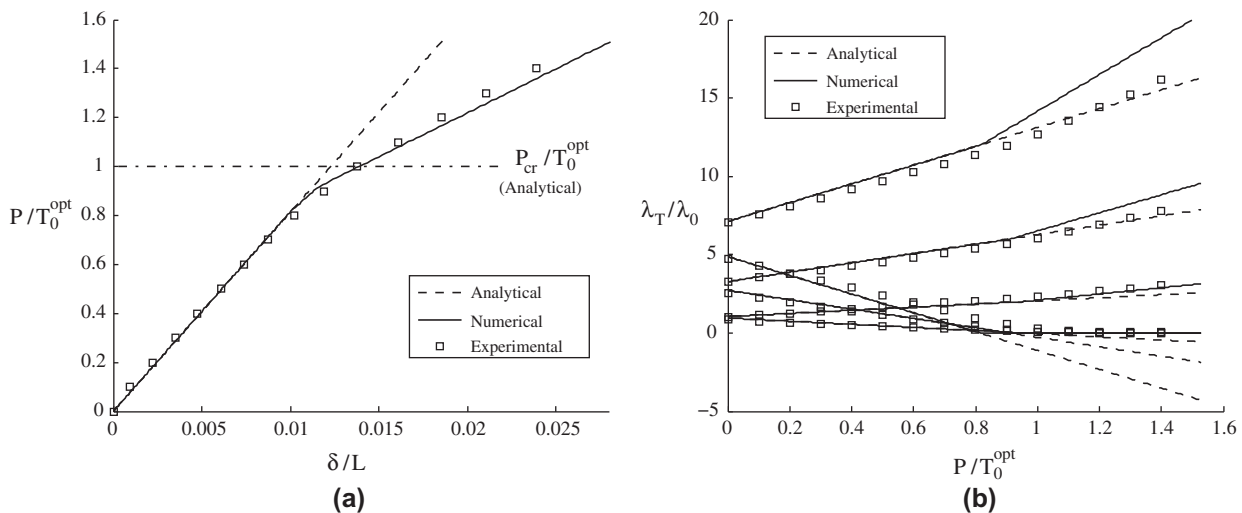 1.6
1.4
1.2
1
0.8
0.6
0.4
0.2
0
P/T₀ᵒᵖᵗ
P_cr/T₀ᵒᵖᵗ
(Analytical)
Analytical
Numerical
Experimental
0 0.005 0.01 0.015 0.02 0.025
δ/L
(a)
20
15
10
5
0
−5
λ_T/λ₀
Analytical
Numerical
Experimental
0 0.2 0.4 0.6 0.8 1 1.2 1.4 1.6
P/T₀ᵒᵖᵗ
(b)